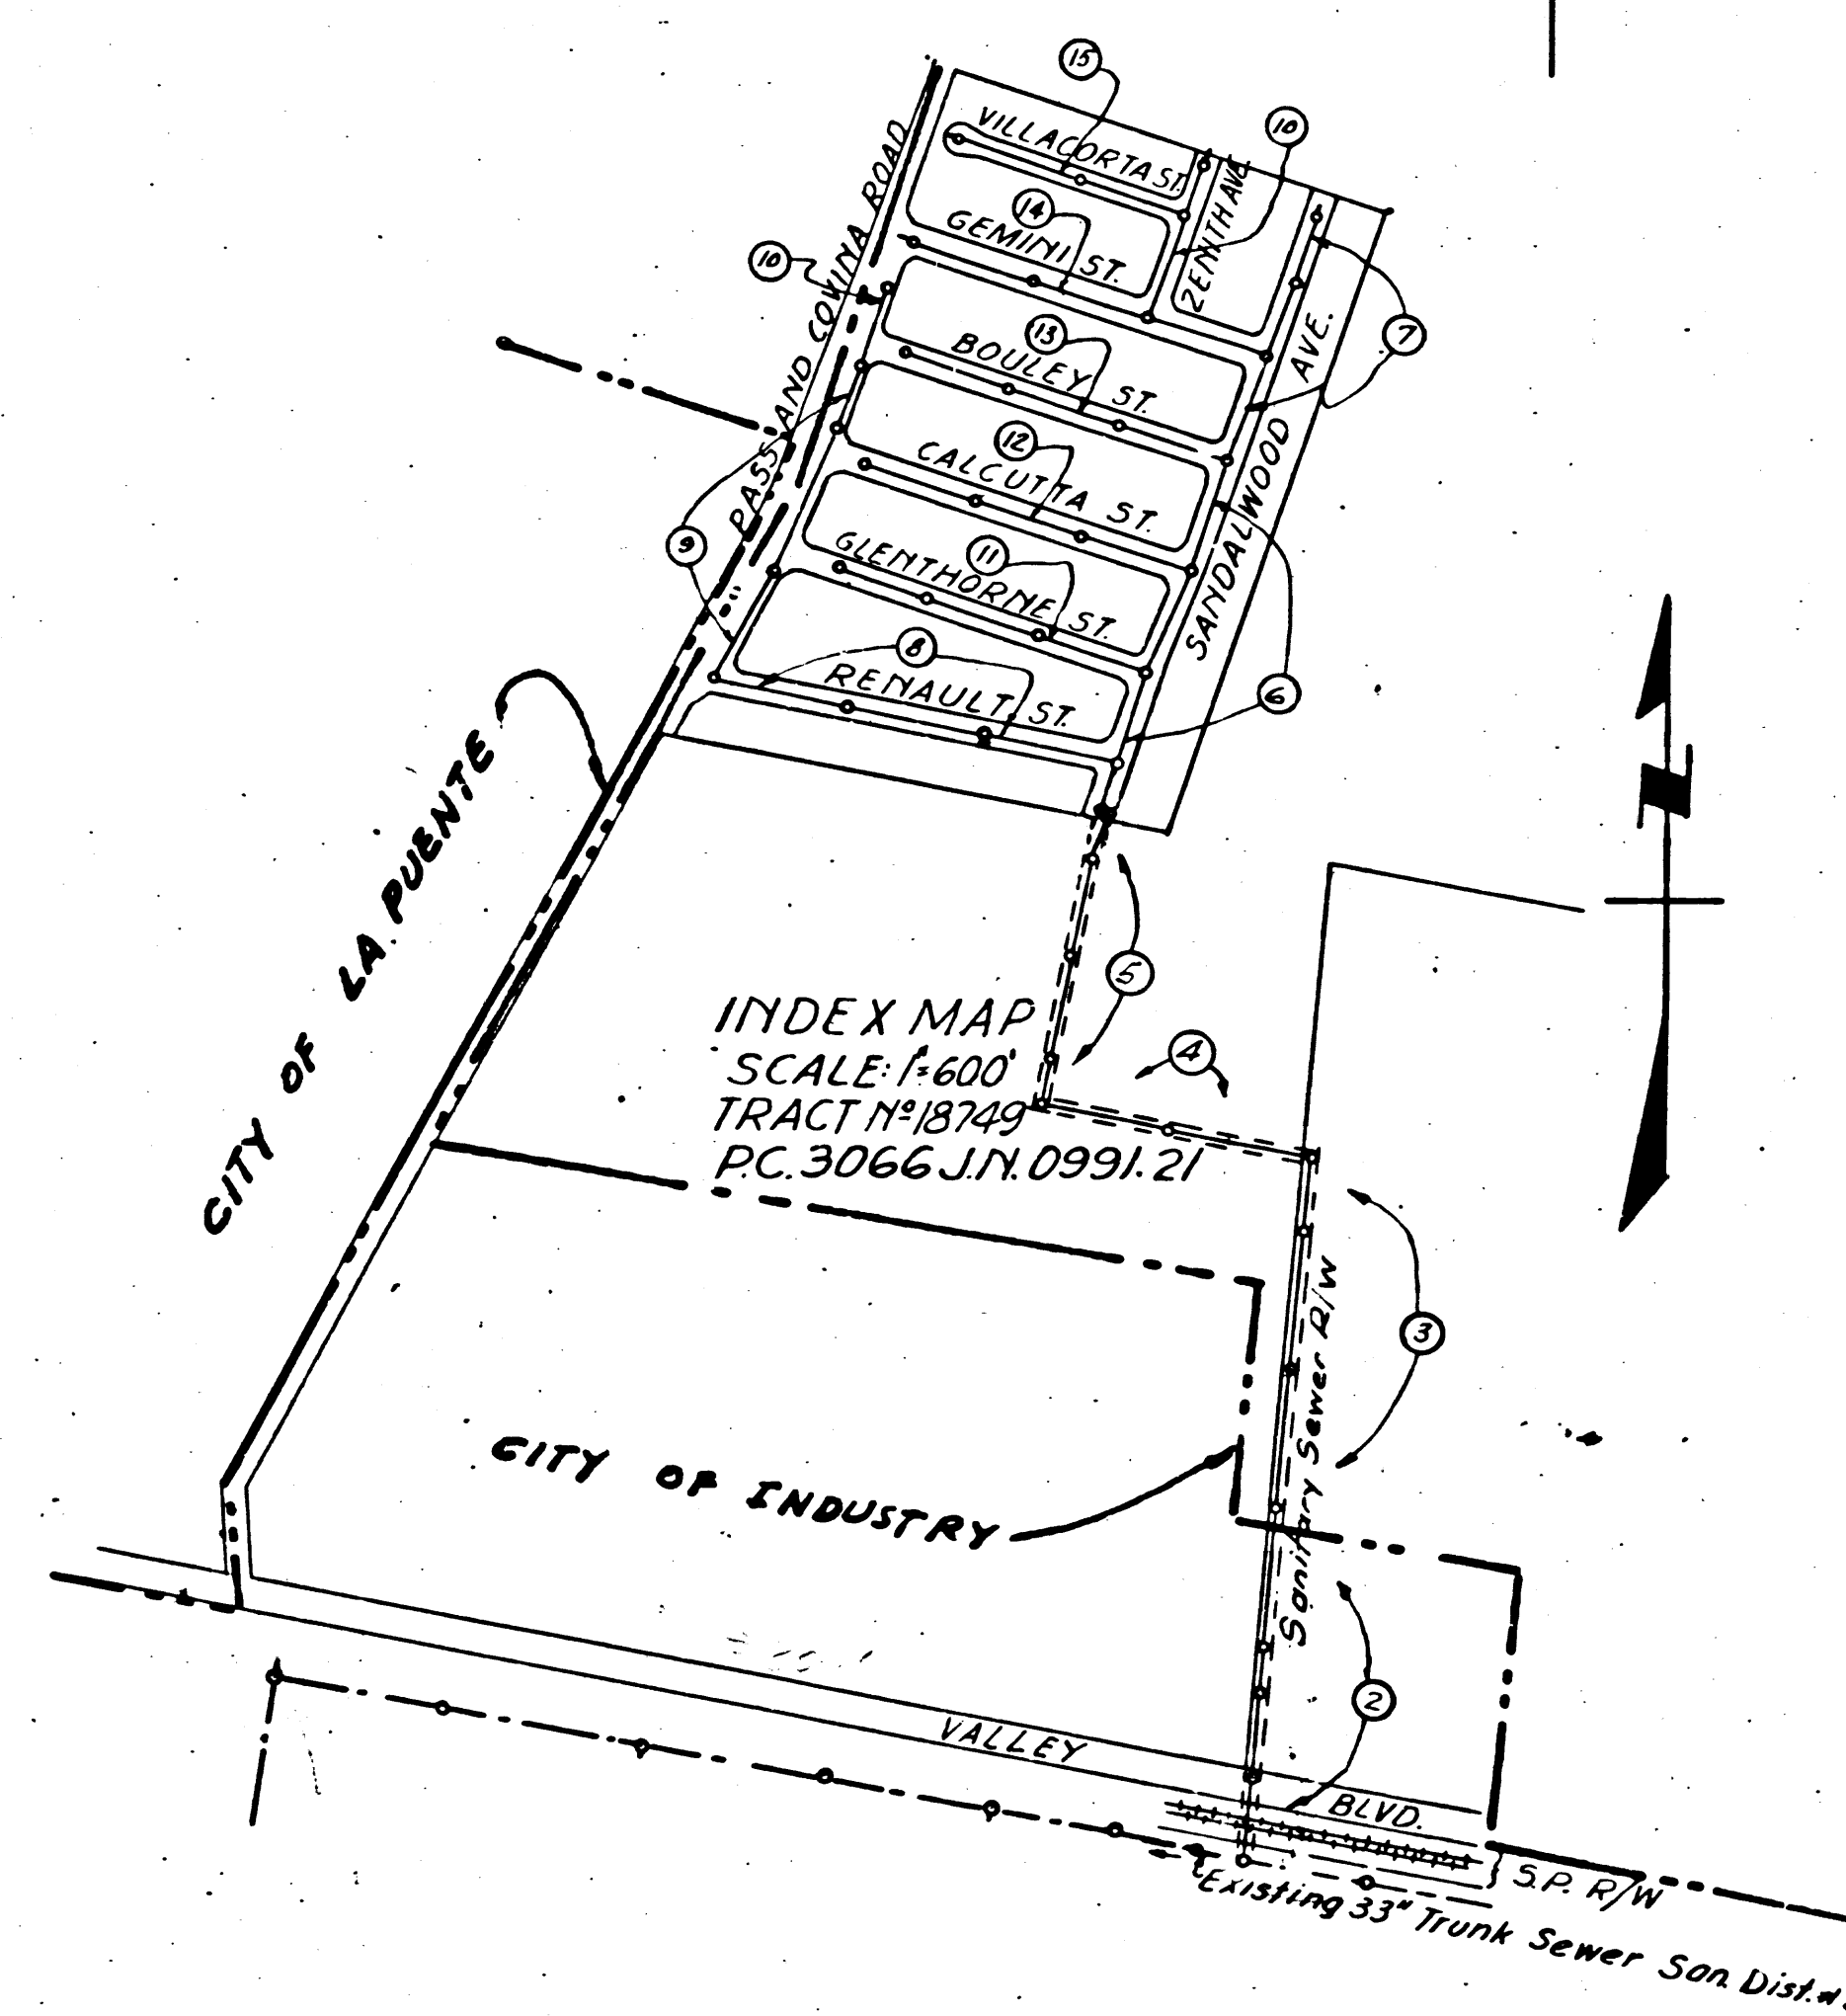 15
VILLACORTA ST.
10
ZENITH AVE
14
GEMINI ST.
10
PASS AND COVINA ROAD
13
BOULEY ST.
7
SANDALWOOD AVE.
12
CALCUTTA ST.
9
11
GLENTHORNE ST.
8
RENAULT ST.
6
CITY OF LA PUENTE
N
5
INDEX MAP
SCALE: 1"=600'
TRACT Nº 18749
P.C. 3066 J.N. 0991.21
4
3
Sanitary Sewer R/W
CITY OF INDUSTRY
2
VALLEY BLVD.
S.P. R/W
Existing 33" Trunk Sewer San. Dist. #